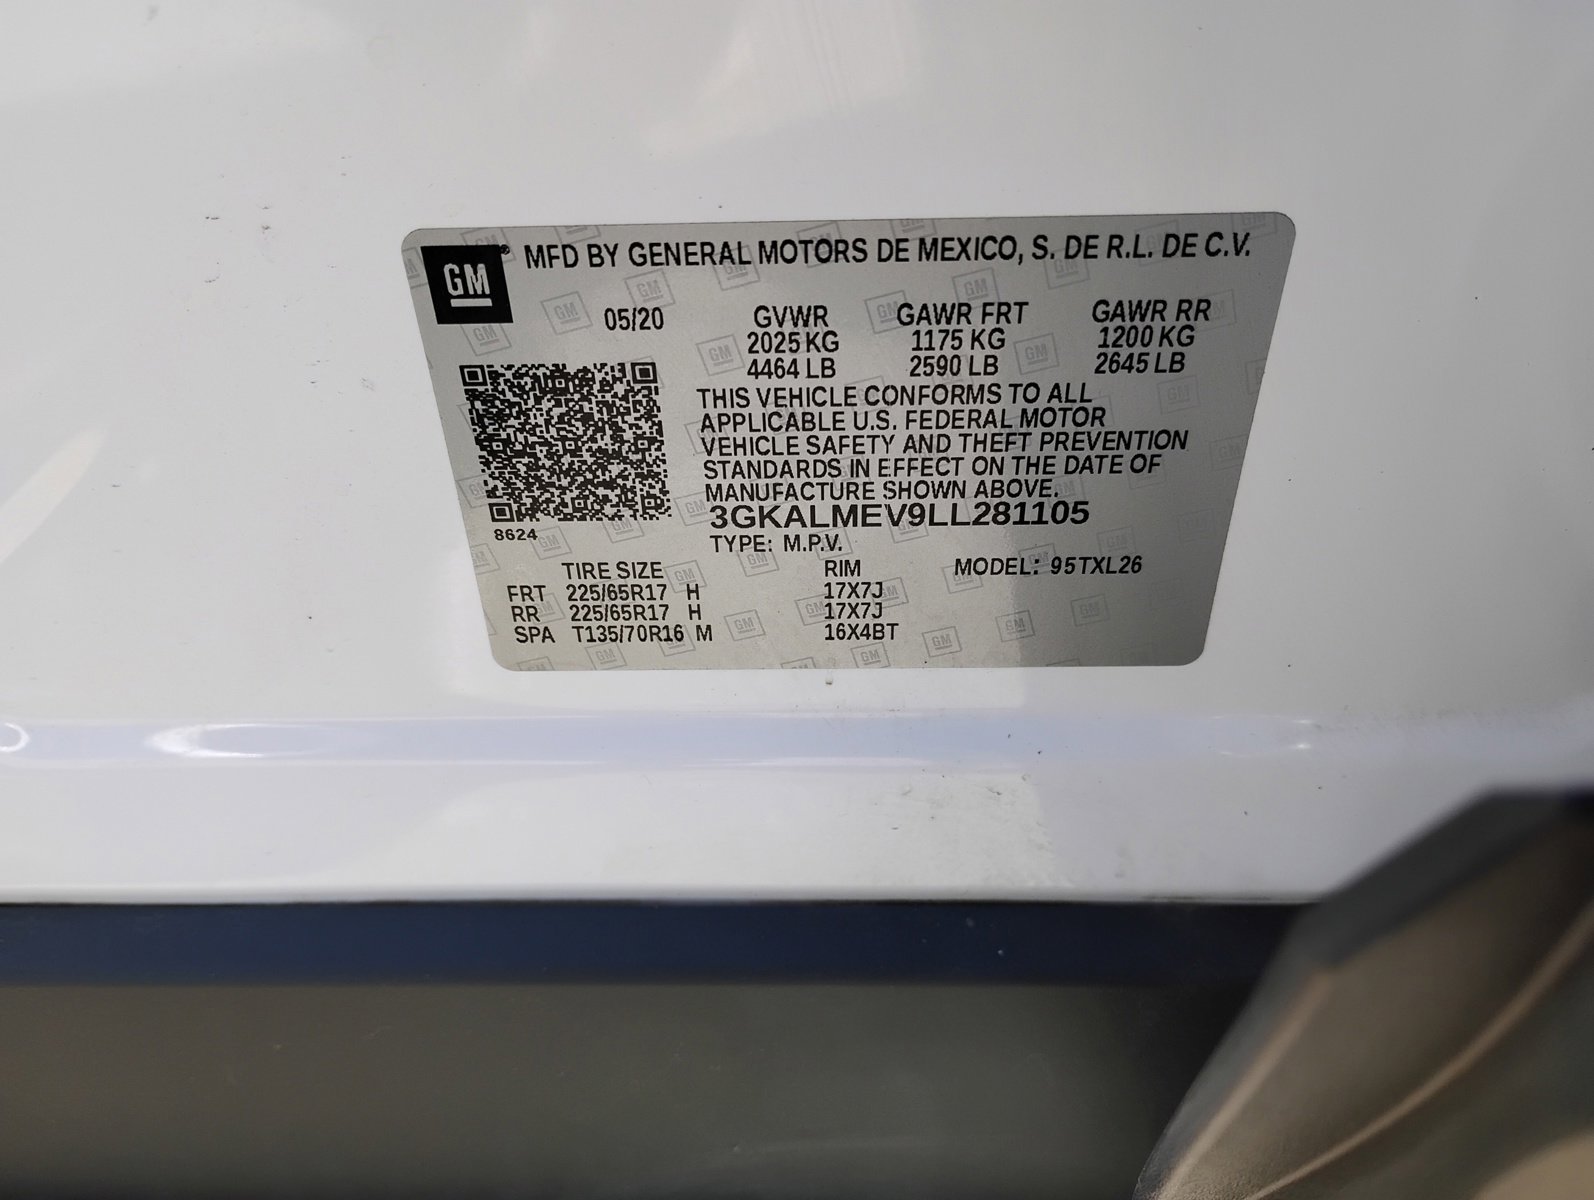 GM® MFD BY GENERAL MOTORS DE MEXICO, S. DE R.L. DE C.V.
05/20 GVWR GAWR FRT GAWR RR
2025 KG 1175 KG 1200 KG
4464 LB 2590 LB 2645 LB
THIS VEHICLE CONFORMS TO ALL
APPLICABLE U.S. FEDERAL MOTOR
VEHICLE SAFETY AND THEFT PREVENTION
STANDARDS IN EFFECT ON THE DATE OF
MANUFACTURE SHOWN ABOVE.
3GKALMEV9LL281105
8624
TYPE: M.P.V.
TIRE SIZE RIM MODEL: 95TXL26
FRT 225/65R17 H 17X7J
RR 225/65R17 H 17X7J
SPA T135/70R16 M 16X4BT